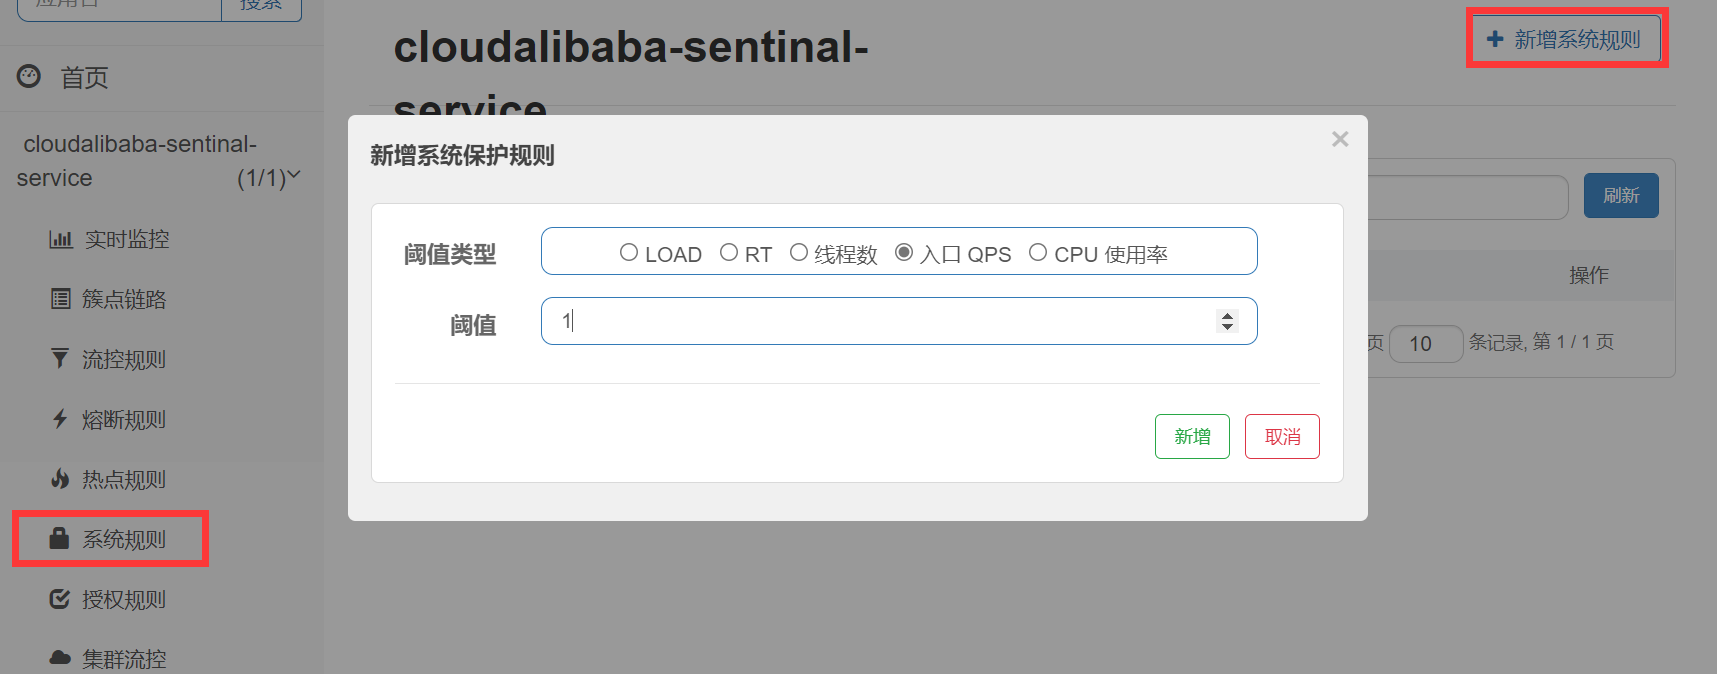 搜索
首页
cloudalibaba-sentinal-
service (1/1)
实时监控
簇点链路
流控规则
熔断规则
热点规则
系统规则
授权规则
集群流控
cloudalibaba-sentinal-
service
新增系统规则
刷新
操作
页 10 条记录, 第 1 / 1 页
新增系统保护规则
×
阈值类型 LOAD RT 线程数 入口 QPS CPU 使用率
阈值 1
新增 取消